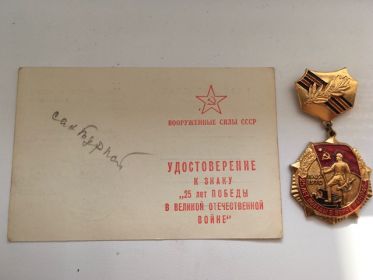 ВООРУЖЕННЫЕ СИЛЫ СССР
УДОСТОВЕРЕНИЕ
К ЗНАКУ
„25 лет ПОБЕДЫ
В ВЕЛИКОЙ ОТЕЧЕСТВЕННОЙ
ВОЙНЕ"